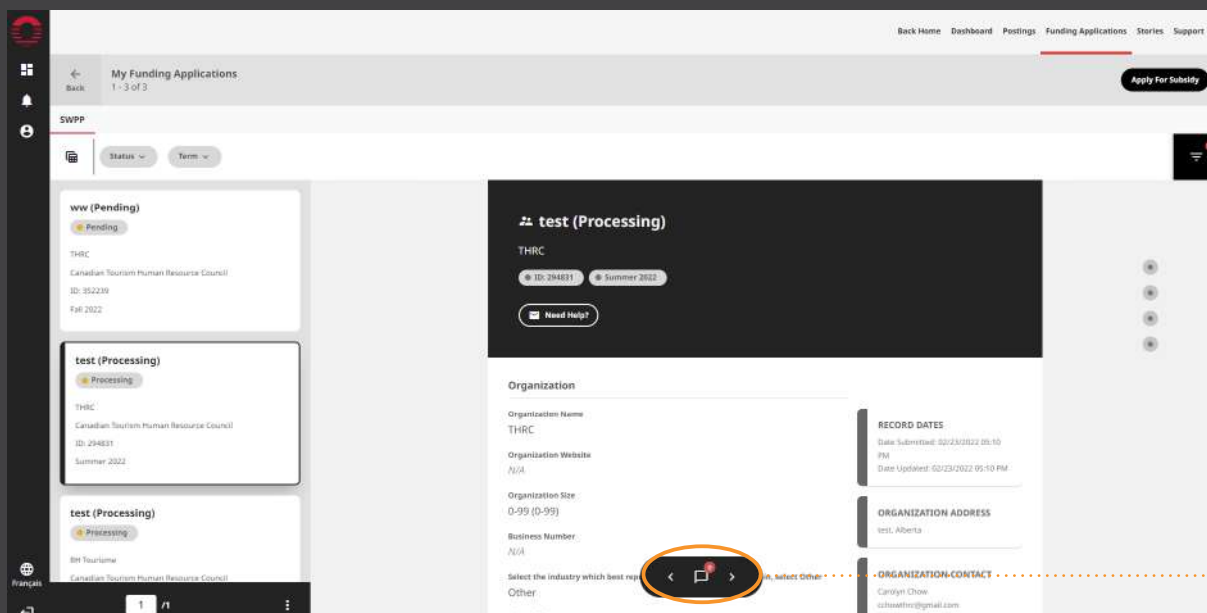 Back Home Dashboard Postings Funding Applications Stories Support
Back
My Funding Applications
1 - 3 of 3
Apply For Subsidy
SWPP
Status
Term
ww (Pending)
Pending
THRC
Canadian Tourism Human Resource Council
ID: 352239
Fall 2022
test (Processing)
Processing
THRC
Canadian Tourism Human Resource Council
ID: 294831
Summer 2022
test (Processing)
Processing
BH Tourisme
Canadian Tourism Human Resource Council
Français
1 /1
test (Processing)
THRC
ID: 294831 Summer 2022
Need Help?
Organization
Organization Name
THRC
Organization Website
N/A
Organization Size
0-99 (0-99)
Business Number
N/A
Select the industry which best rep n, select Other
Other
RECORD DATES
Date Submitted: 02/23/2022 05:10
PM
Date Updated: 02/23/2022 05:10 PM
ORGANIZATION ADDRESS
test, Alberta
ORGANIZATION CONTACT
Carolyn Chow
cchowthrc@gmail.com